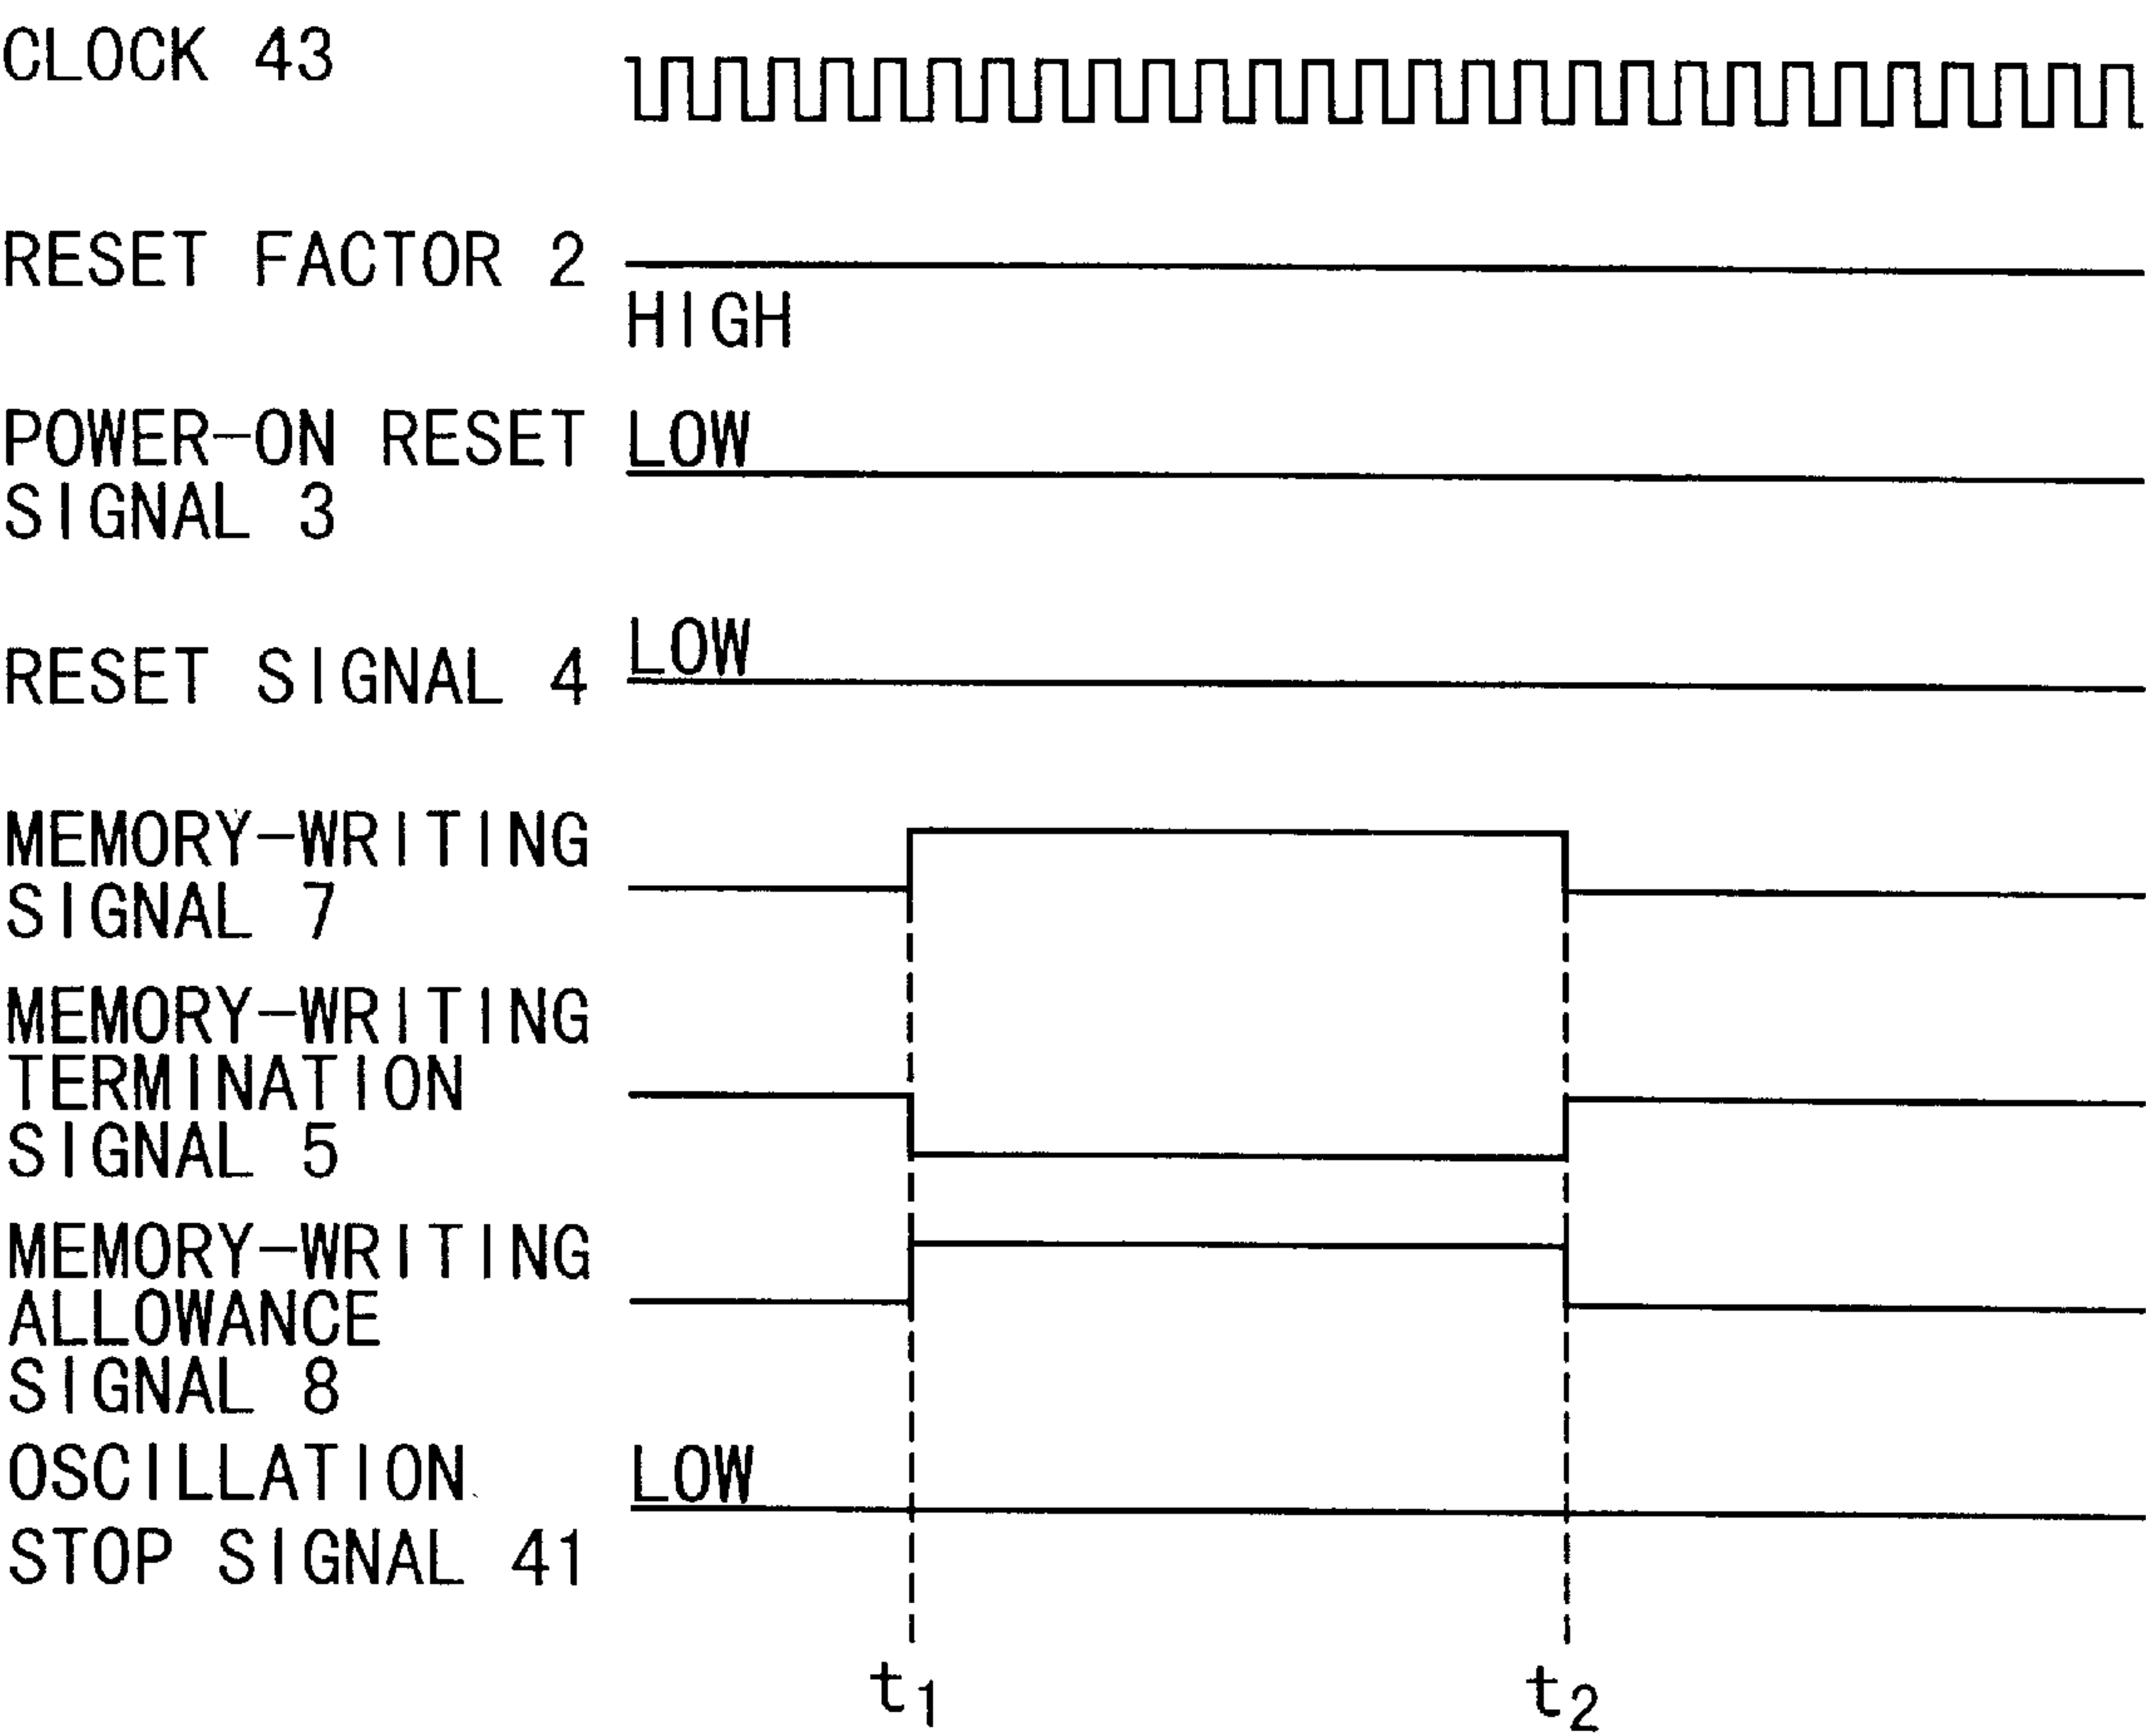 CLOCK 43
RESET FACTOR 2
HIGH
POWER-ON RESET
LOW
SIGNAL 3
LOW
RESET SIGNAL 4
MEMORY-WRITING
SIGNAL 7
MEMORY-WRITING
TERMINATION
SIGNAL 5
MEMORY-WRITING
ALLOWANCE
SIGNAL 8
OSCILLATION
LOW
STOP SIGNAL 41
t1
t2